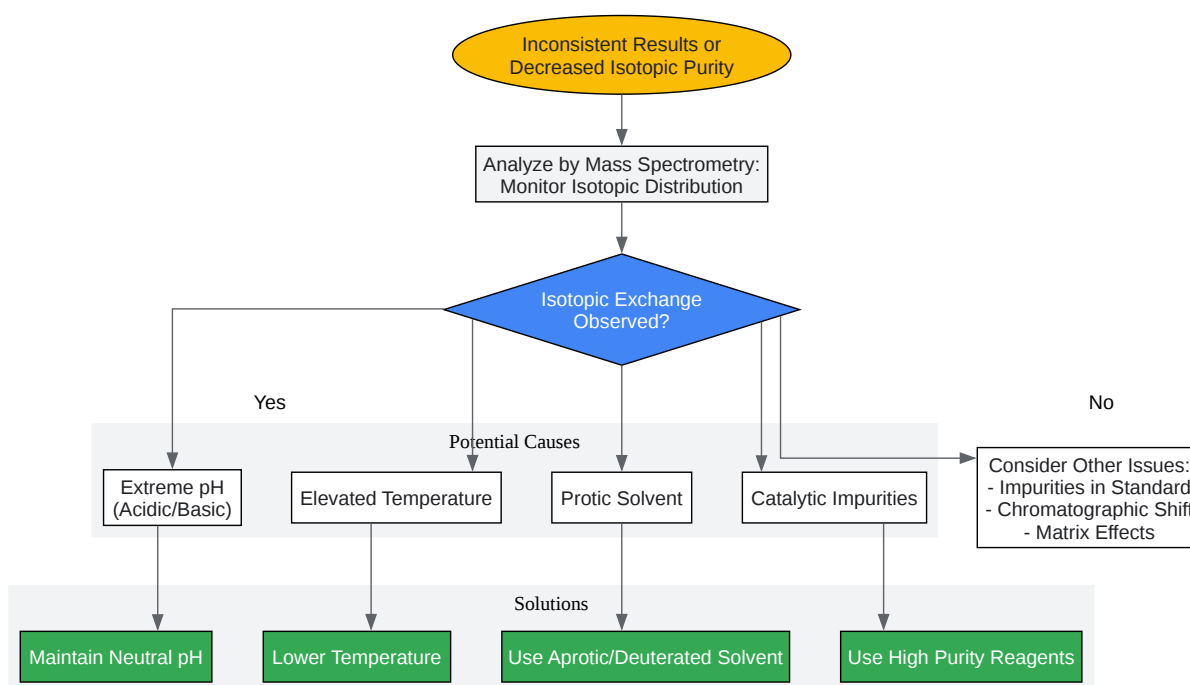 Inconsistent Results or
Decreased Isotopic Purity
Analyze by Mass Spectrometry:
Monitor Isotopic Distribution
Isotopic Exchange
Observed?
Yes
No
Potential Causes
Extreme pH
(Acidic/Basic)
Elevated Temperature
Protic Solvent
Catalytic Impurities
Consider Other Issues:
- Impurities in Standard
- Chromatographic Shift
- Matrix Effects
Solutions
Maintain Neutral pH
Lower Temperature
Use Aprotic/Deuterated Solvent
Use High Purity Reagents